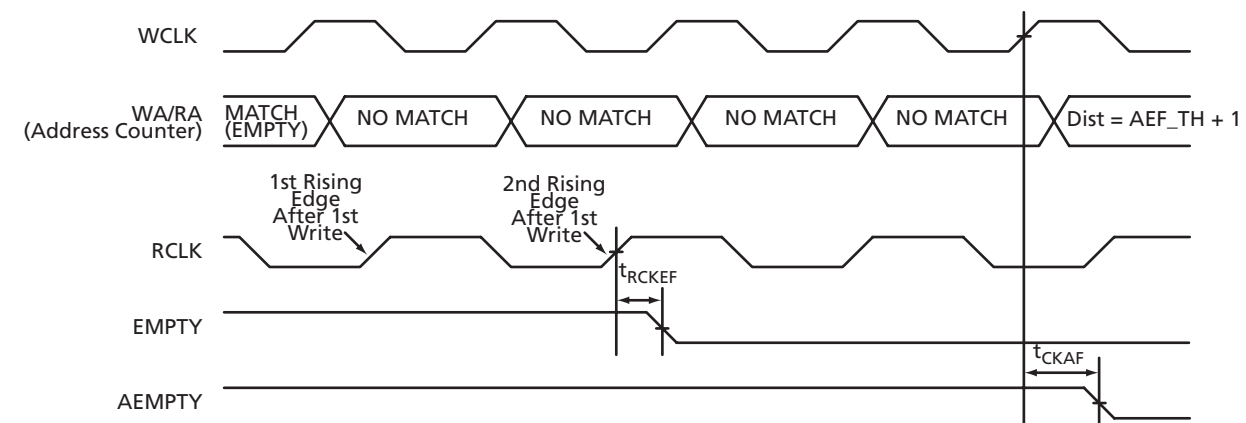 WCLK
WA/RA
(Address Counter)
MATCH
(EMPTY)
NO MATCH
NO MATCH
NO MATCH
NO MATCH
Dist = AEF_TH + 1
1st Rising
Edge
After 1st
Write
2nd Rising
Edge
After 1st
Write
RCLK
tRCKEF
EMPTY
tCKAF
AEMPTY